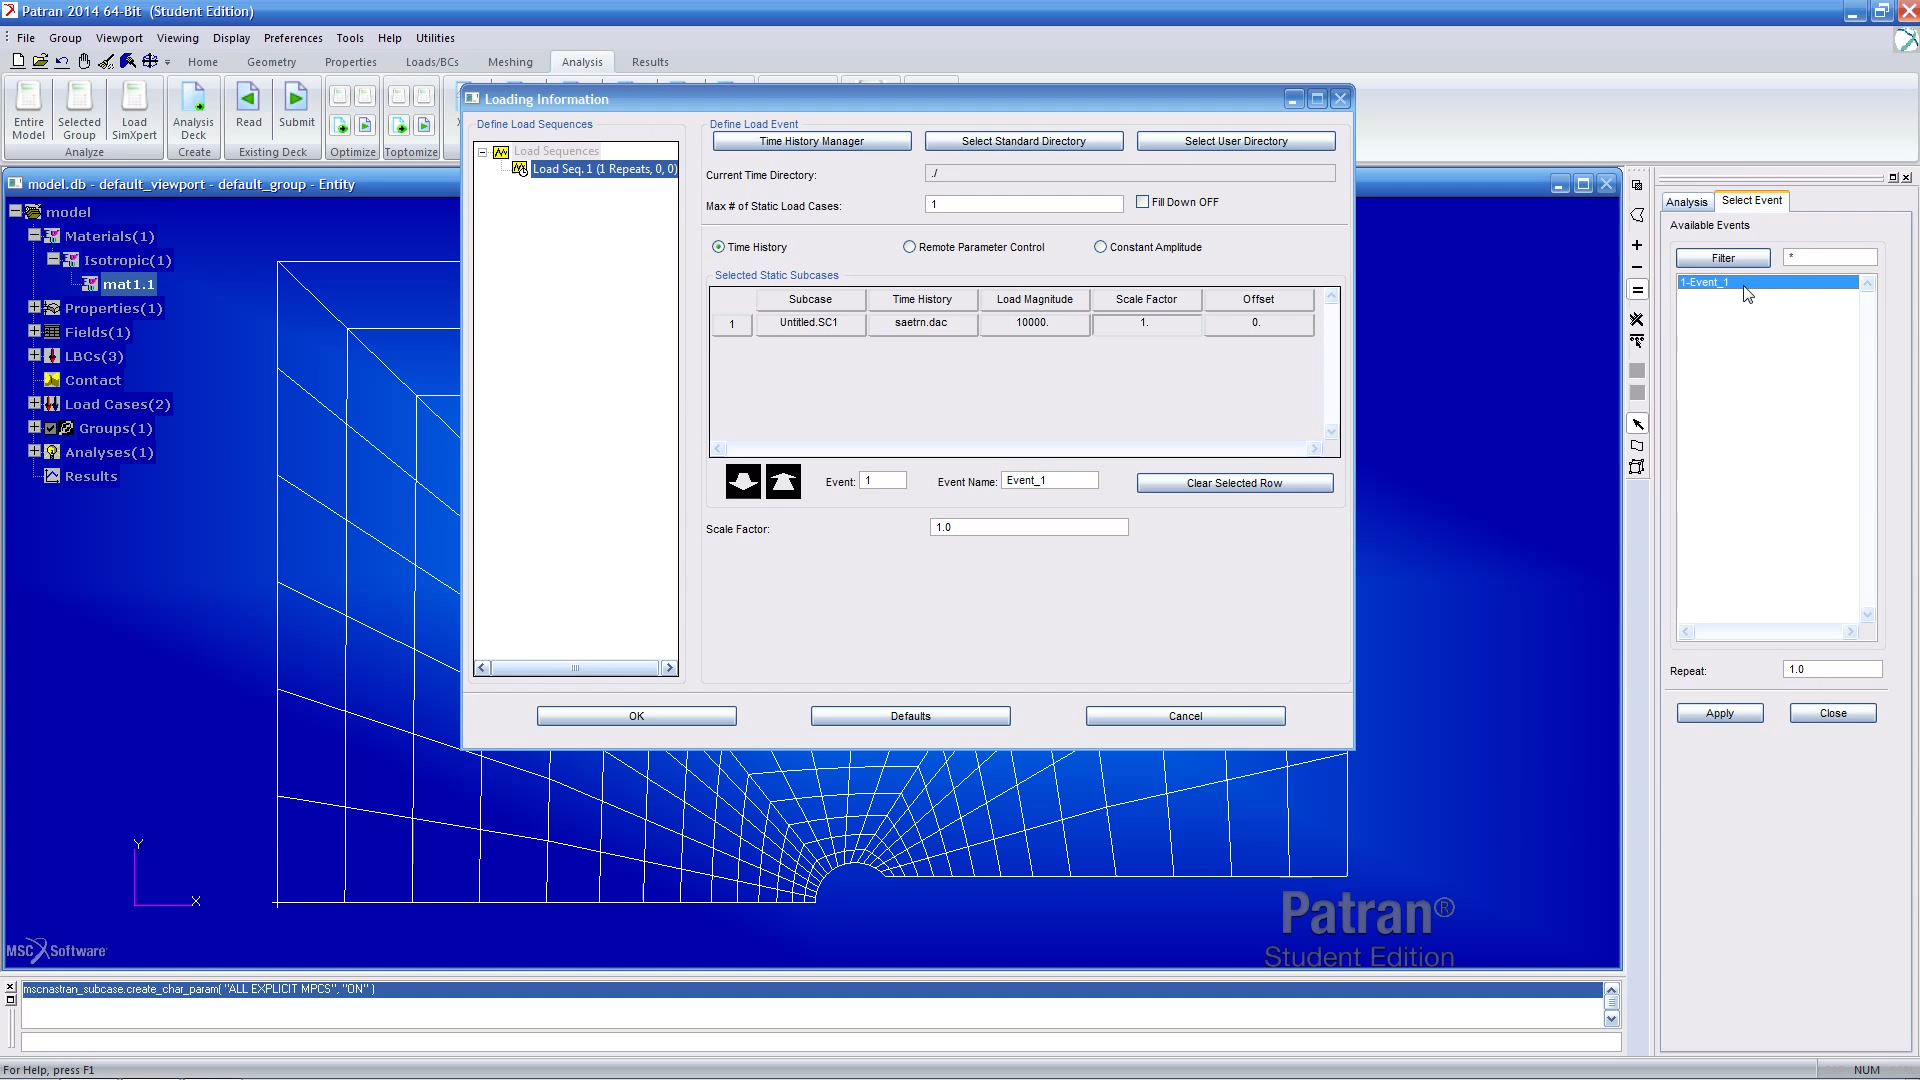 Patran 2014 64-Bit (Student Edition)
File Group Viewport Viewing Display Preferences Tools Help Utilities
Home Geometry Properties Loads/BCs Meshing Analysis Results
Entire Model
Selected Group
Load SimXpert
Analysis Deck
Read
Submit
Analyze
Create
Existing Deck
Optimize
Toptomize
model.db - default_viewport - default_group - Entity
model
Materials(1)
Isotropic(1)
mat1.1
Properties(1)
Fields(1)
LBCs(3)
Contact
Load Cases(2)
Groups(1)
Analyses(1)
Results
Loading Information
Define Load Sequences
Load Sequences
Load Seq. 1 (1 Repeats, 0, 0)
Define Load Event
Time History Manager
Select Standard Directory
Select User Directory
Current Time Directory: ./
Max # of Static Load Cases: 1
Fill Down OFF
Time History
Remote Parameter Control
Constant Amplitude
Selected Static Subcases
Subcase Time History Load Magnitude Scale Factor Offset
1 Untitled.SC1 saetrn.dac 10000. 1. 0.
Event: 1
Event Name: Event_1
Clear Selected Row
Scale Factor: 1.0
OK
Defaults
Cancel
Analysis
Select Event
Available Events
Filter *
1-Event_1
Repeat: 1.0
Apply
Close
Y
X
MSC Software
Patran®
Student Edition
mscnastran_subcase.create_char_param( "ALL EXPLICIT MPCS", "ON" )
For Help, press F1
NUM